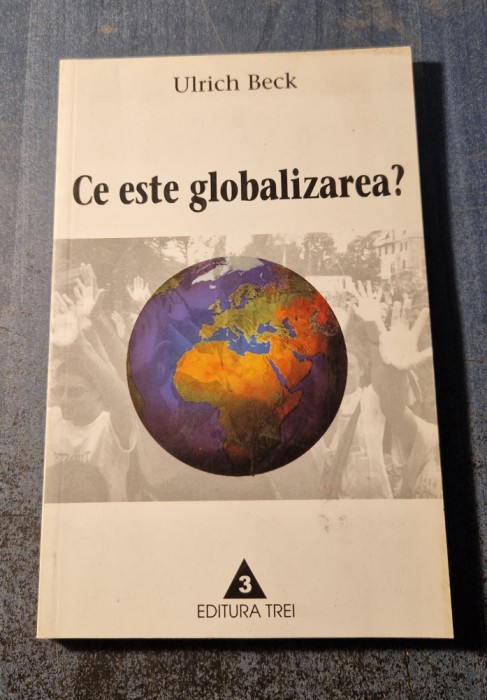 Ulrich Beck
Ce este globalizarea?
3
EDITURA TREI